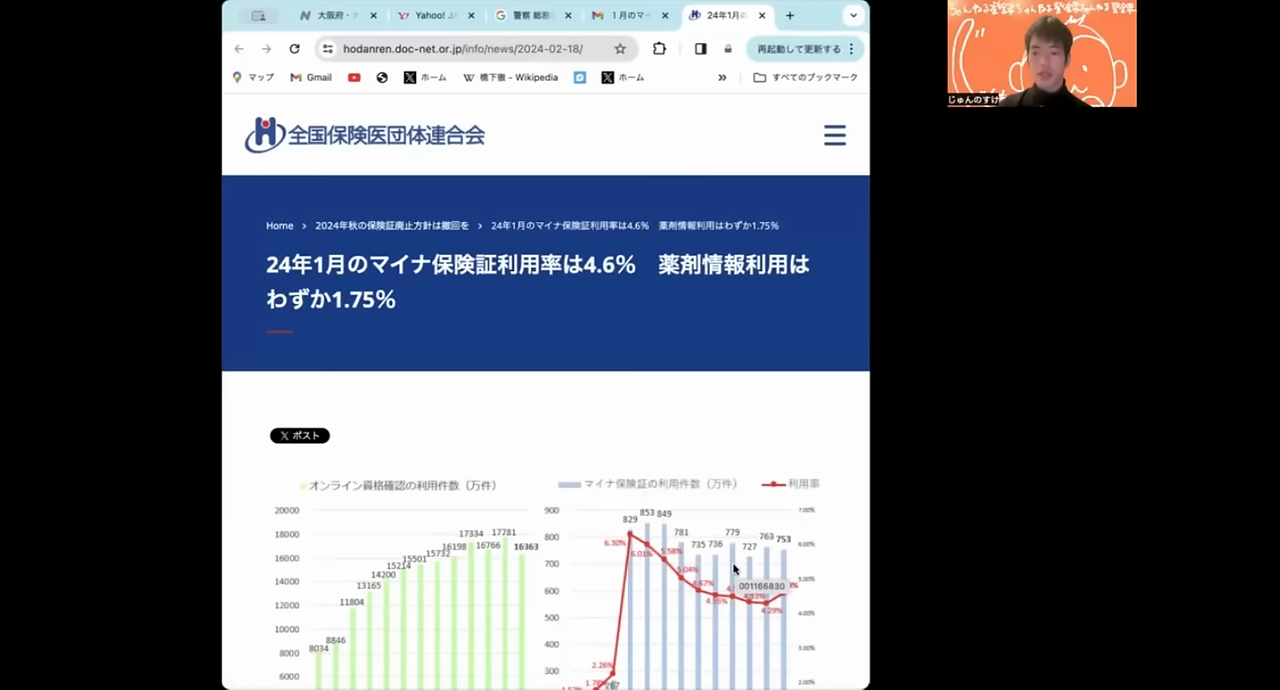 大阪府・
Yahoo! J
警察 総務
1月のマイ
24年1月の
hodanren.doc-net.or.jp/info/news/2024-02-18/
再起動して更新する
マップ
Gmail
ホーム
橋下徹 - Wikipedia
ホーム
»
すべてのブックマーク
じゅんのすけ
全国保険医団体連合会
Home › 2024年秋の保険証廃止方針は撤回を › 24年1月のマイナ保険証利用率は4.6% 薬剤情報利用はわずか1.75%
24年1月のマイナ保険証利用率は4.6% 薬剤情報利用は
わずか1.75%
X ポスト
オンライン資格確認の利用件数（万件）
20000
18000
16000
14000
12000
10000
8000
6000
8034
8846
11804
13165
14200
15214
15501
15732
16198
17334
16766
17781
16363
マイナ保険証の利用件数（万件）
利用率
900
800
700
600
500
400
300
829
853
849
781
735
736
779
727
763
753
7.00%
6.00%
5.00%
4.00%
3.00%
2.00%
2.26%
6.30%
6.01%
5.58%
5.04%
4.67%
4.55%
4.29%
001166830